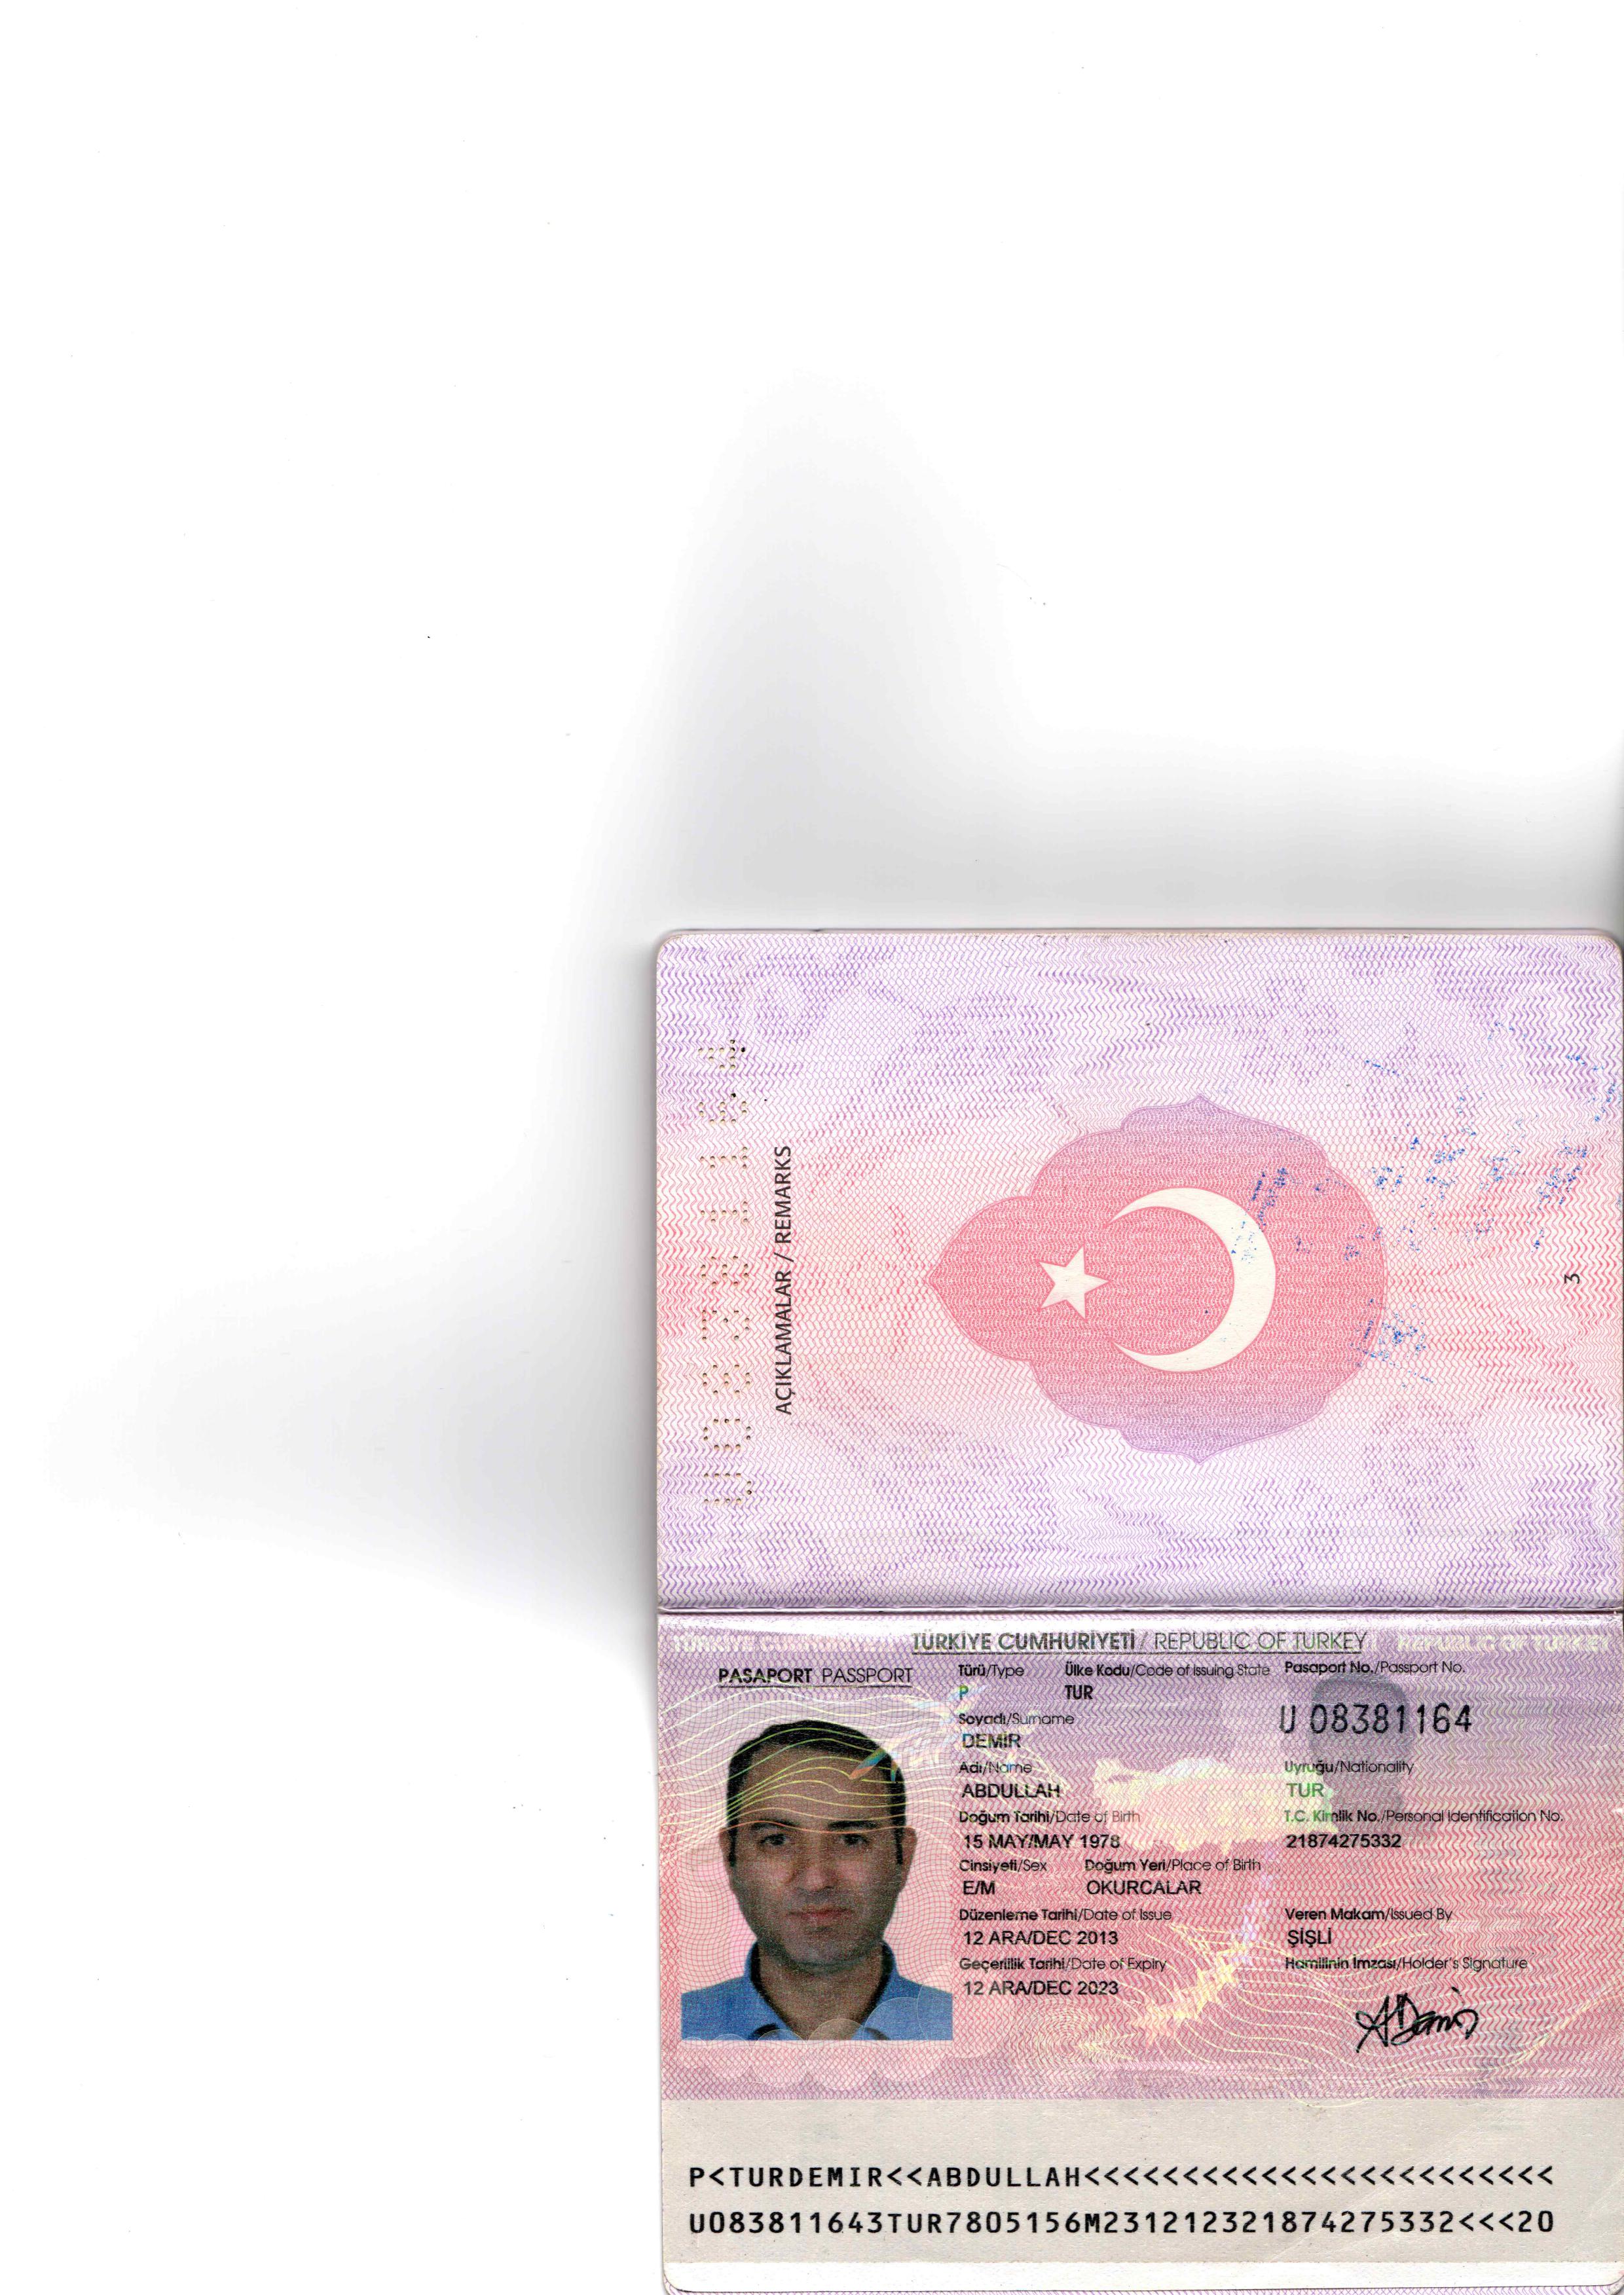 U 08381164
AÇIKLAMALAR / REMARKS
3
TÜRKİYE CUMHURİYETİ / REPUBLIC OF TURKEY
PASAPORT PASSPORT
Türü/Type Ülke Kodu/Code of Issuing State Pasaport No./Passport No.
P TUR U 08381164
Soyadı/Surname
DEMİR
Adı/Name Uyruğu/Nationality
ABDULLAH TUR
Doğum Tarihi/Date of Birth T.C. Kimlik No./Personal Identification No.
15 MAY/MAY 1978 21874275332
Cinsiyeti/Sex Doğum Yeri/Place of Birth
E/M OKURCALAR
Düzenleme Tarihi/Date of Issue Veren Makam/Issued By
12 ARA/DEC 2013 ŞİŞLİ
Geçerlilik Tarihi/Date of Expiry Hamilinin İmzası/Holder's Signature
12 ARA/DEC 2023
ADemir
P<TURDEMIR<<ABDULLAH<<<<<<<<<<<<<<<<<<<<<<<<
U083811643TUR7805156M231212321874275332<<<20